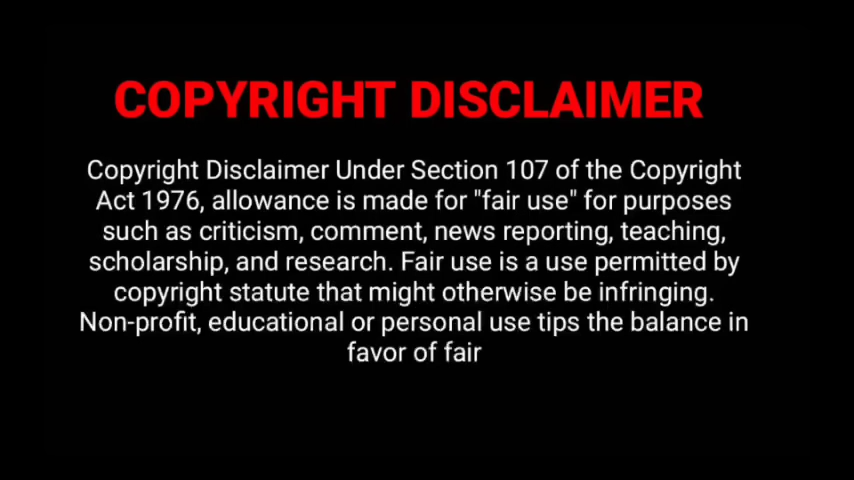 COPYRIGHT DISCLAIMER
Copyright Disclaimer Under Section 107 of the Copyright
Act 1976, allowance is made for "fair use" for purposes
such as criticism, comment, news reporting, teaching,
scholarship, and research. Fair use is a use permitted by
copyright statute that might otherwise be infringing.
Non-profit, educational or personal use tips the balance in
favor of fair